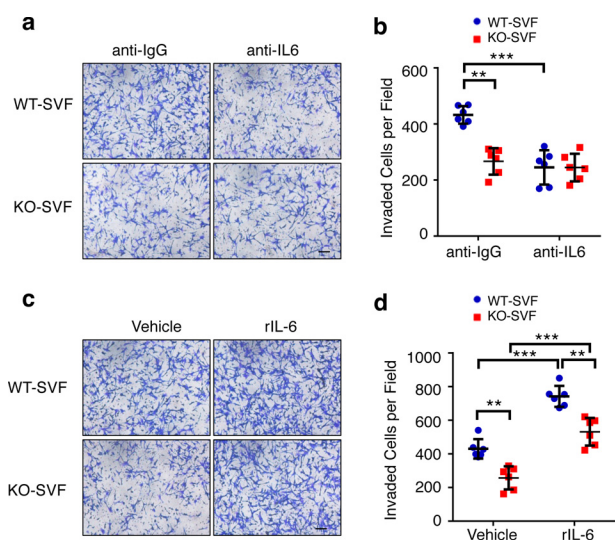 a
anti-IgG
anti-IL6
WT-SVF
KO-SVF
b
WT-SVF
KO-SVF
***
**
600
400
200
0
Invaded Cells per Field
anti-IgG
anti-IL6
c
Vehicle
rIL-6
WT-SVF
KO-SVF
d
WT-SVF
KO-SVF
***
***
**
**
1000
800
600
400
200
0
Invaded Cells per Field
Vehicle
rIL-6